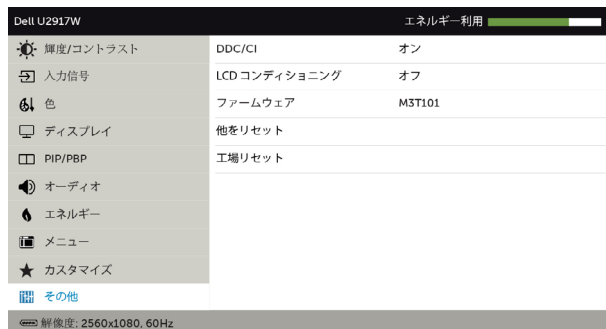 Dell U2917W エネルギー利用
輝度/コントラスト DDC/CI オン
入力信号 LCD コンディショニング オフ
色 ファームウェア M3T101
ディスプレイ 他をリセット
PIP/PBP 工場リセット
オーディオ
エネルギー
メニュー
カスタマイズ
その他
解像度: 2560x1080, 60Hz